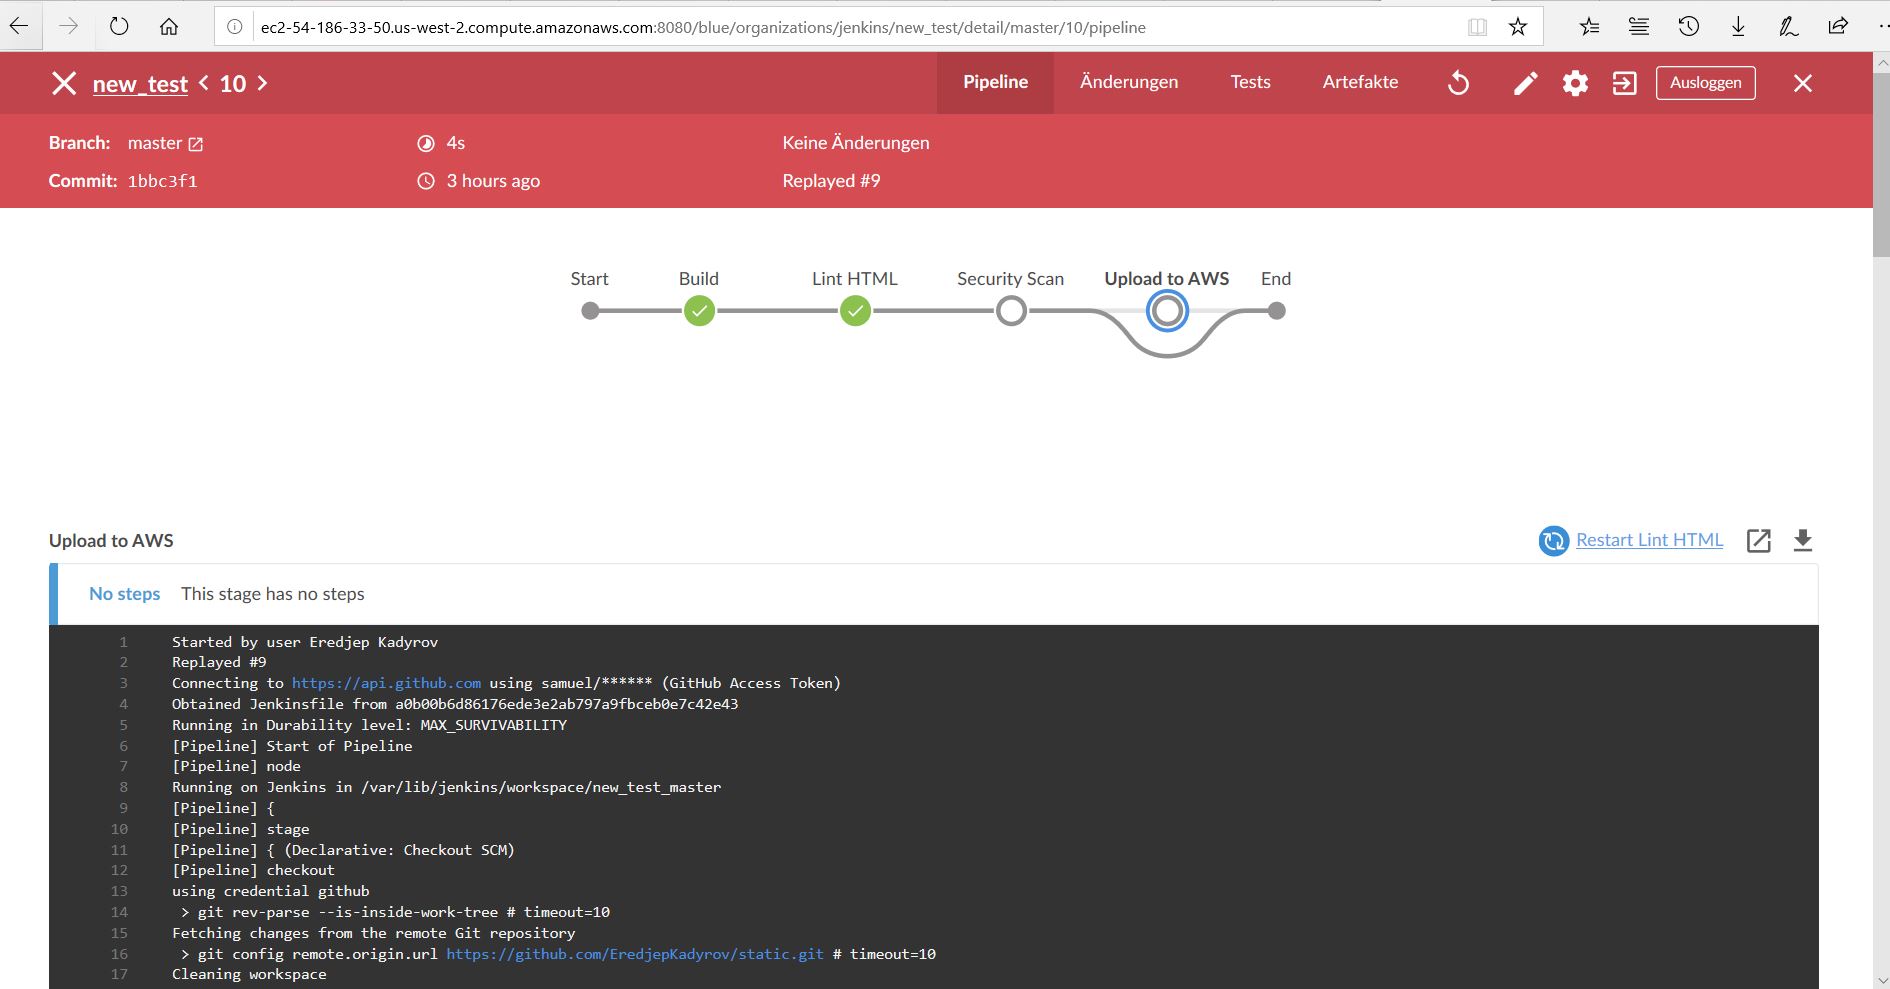 ec2-54-186-33-50.us-west-2.compute.amazonaws.com:8080/blue/organizations/jenkins/new_test/detail/master/10/pipeline
new_test < 10 > Pipeline Änderungen Tests Artefakte Ausloggen
Branch: master 4s Keine Änderungen
Commit: 1bbc3f1 3 hours ago Replayed #9
Start Build Lint HTML Security Scan Upload to AWS End
Upload to AWS Restart Lint HTML
No steps This stage has no steps
1 Started by user Eredjep Kadyrov
2 Replayed #9
3 Connecting to https://api.github.com using samuel/****** (GitHub Access Token)
4 Obtained Jenkinsfile from a0b00b6d86176ede3e2ab797a9fbceb0e7c42e43
5 Running in Durability level: MAX_SURVIVABILITY
6 [Pipeline] Start of Pipeline
7 [Pipeline] node
8 Running on Jenkins in /var/lib/jenkins/workspace/new_test_master
9 [Pipeline] {
10 [Pipeline] stage
11 [Pipeline] { (Declarative: Checkout SCM)
12 [Pipeline] checkout
13 using credential github
14 > git rev-parse --is-inside-work-tree # timeout=10
15 Fetching changes from the remote Git repository
16 > git config remote.origin.url https://github.com/EredjepKadyrov/static.git # timeout=10
17 Cleaning workspace